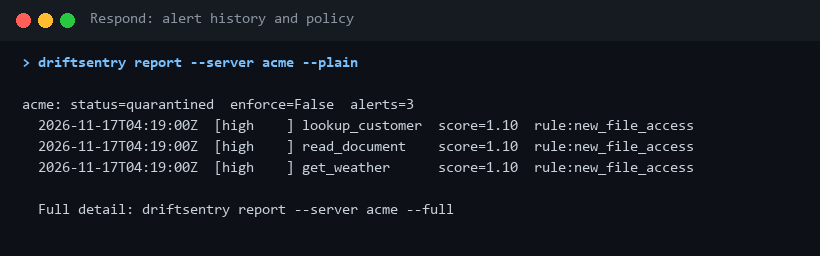 Respond: alert history and policy
> driftsentry report --server acme --plain
acme: status=quarantined  enforce=False  alerts=3
  2026-11-17T04:19:00Z  [high    ] lookup_customer  score=1.10  rule:new_file_access
  2026-11-17T04:19:00Z  [high    ] read_document    score=1.10  rule:new_file_access
  2026-11-17T04:19:00Z  [high    ] get_weather      score=1.10  rule:new_file_access
  Full detail: driftsentry report --server acme --full